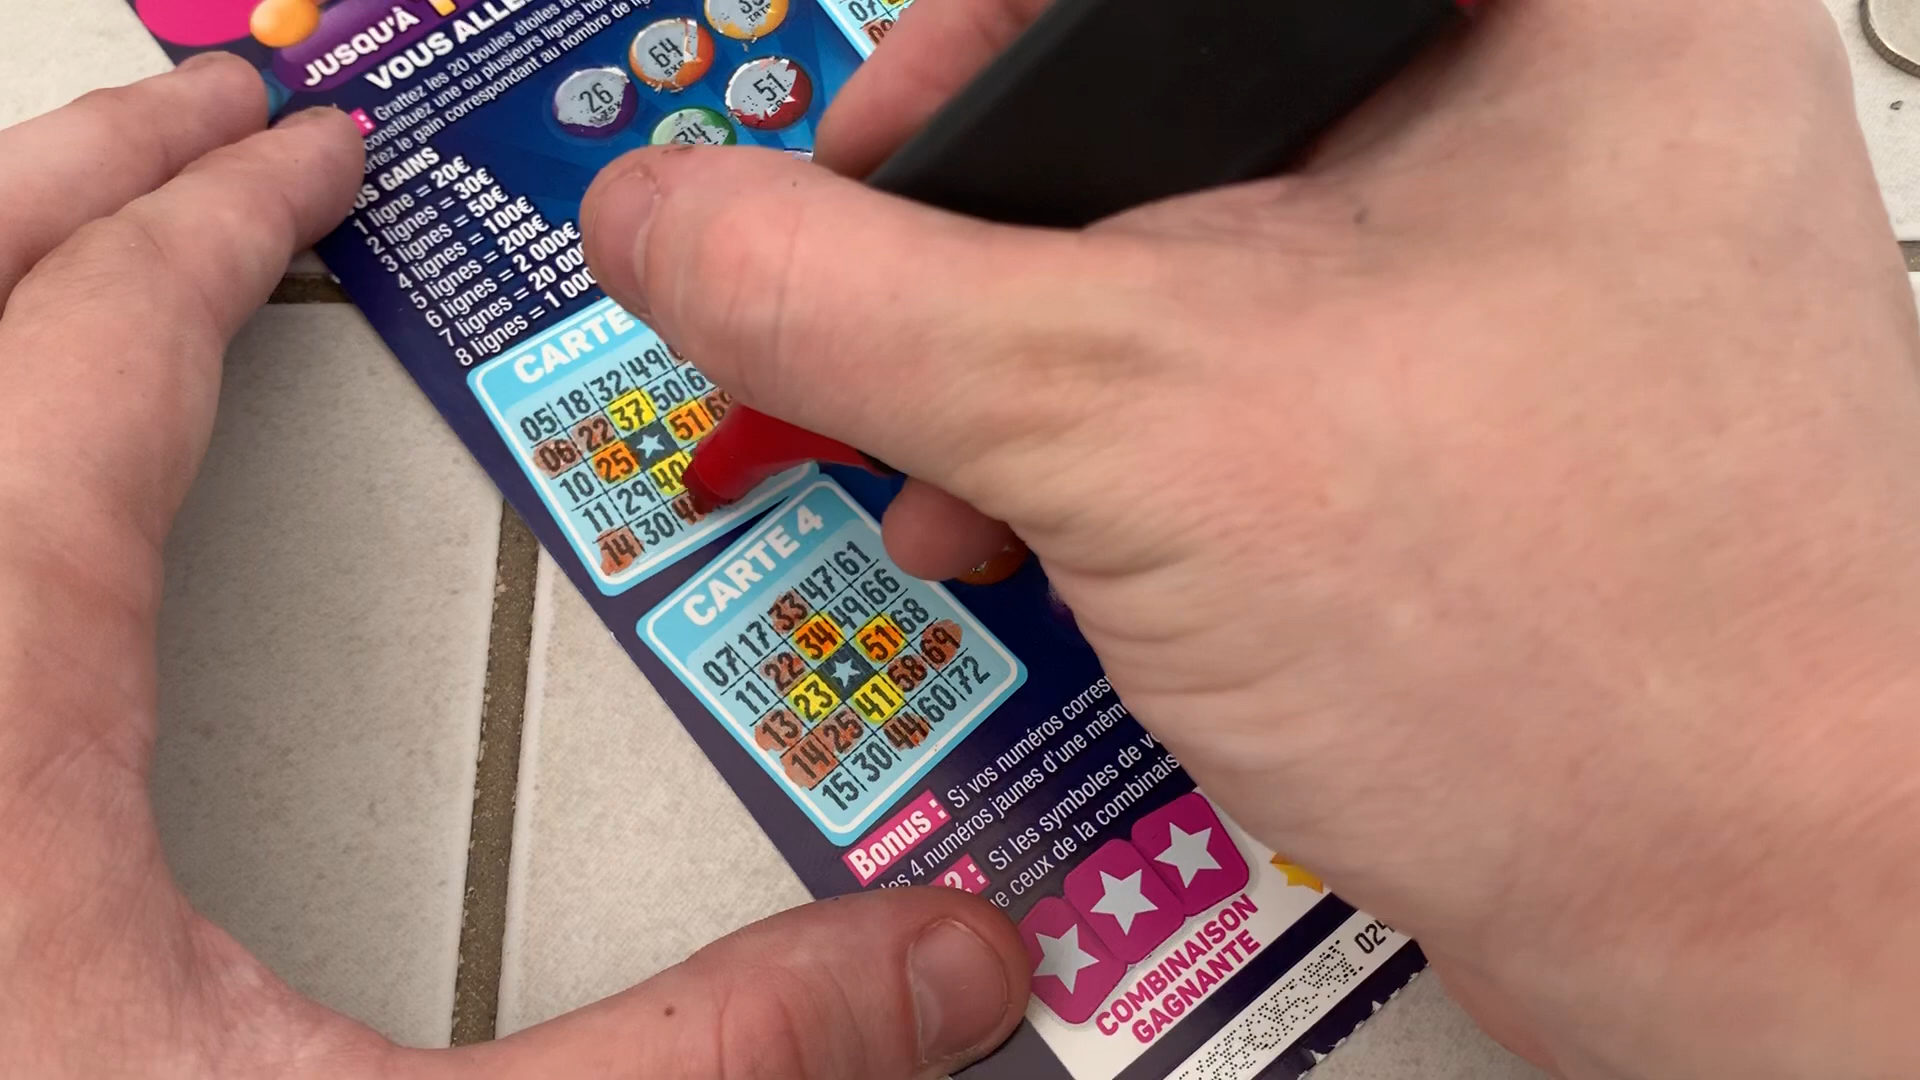 JUSQU'À
VOUS ALLE
Grattez les 20 boules étoiles
constituez une ou plusieurs lignes
le gain correspondant au nombre de
GAINS
1 ligne = 20€
2 lignes = 30€
3 lignes = 50€
4 lignes = 100€
5 lignes = 200€
6 lignes = 2 000€
7 lignes = 20 00
8 lignes = 1 000
64
26
51
34
CARTE
05 18 32 49
06 22 37 50 6
10 25 51
11 29 40
14 30 4
CARTE 4
07 17 33 47 61
11 22 34 49 66
13 23 51 68
14 25 41 58 69
15 30 44 60 72
Bonus : Si vos numéros corres
les 4 numéros jaunes d'une mêm
2 : Si les symboles de
ceux de la combinais
COMBINAISON
GAGNANTE
024